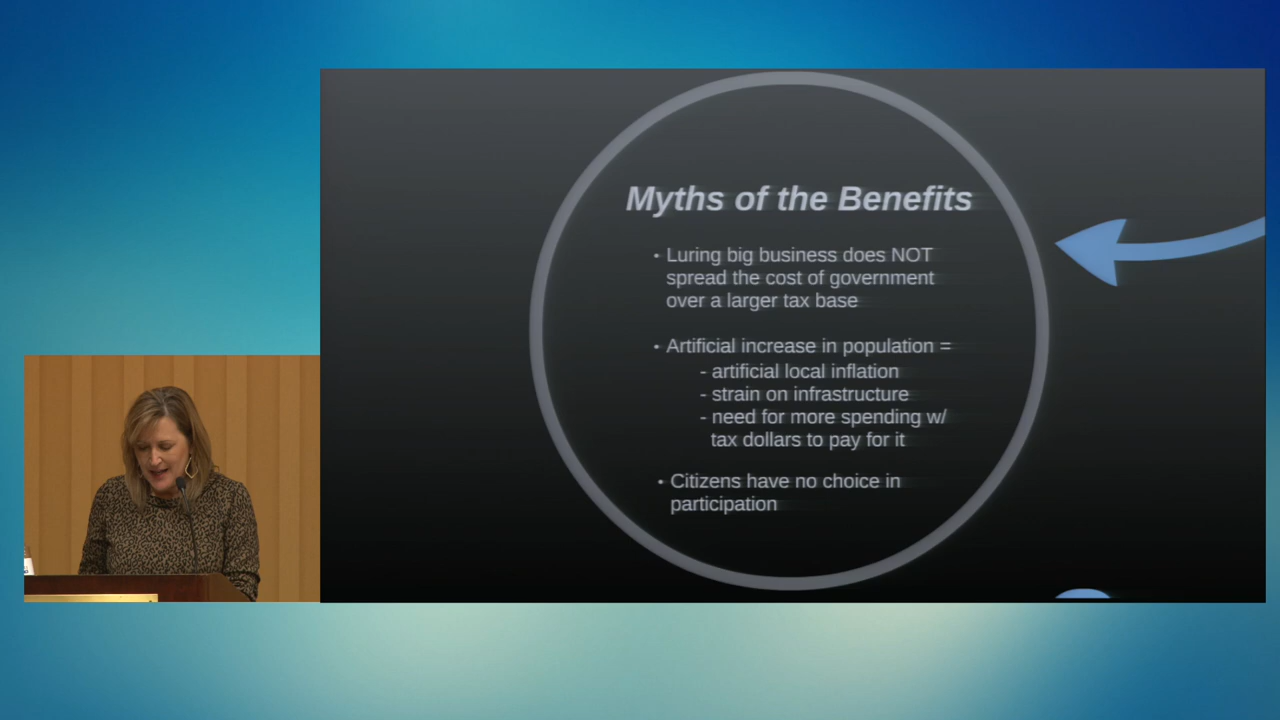 Myths of the Benefits
• Luring big business does NOT
spread the cost of government
over a larger tax base
• Artificial increase in population =
- artificial local inflation
- strain on infrastructure
- need for more spending w/
tax dollars to pay for it
• Citizens have no choice in
participation